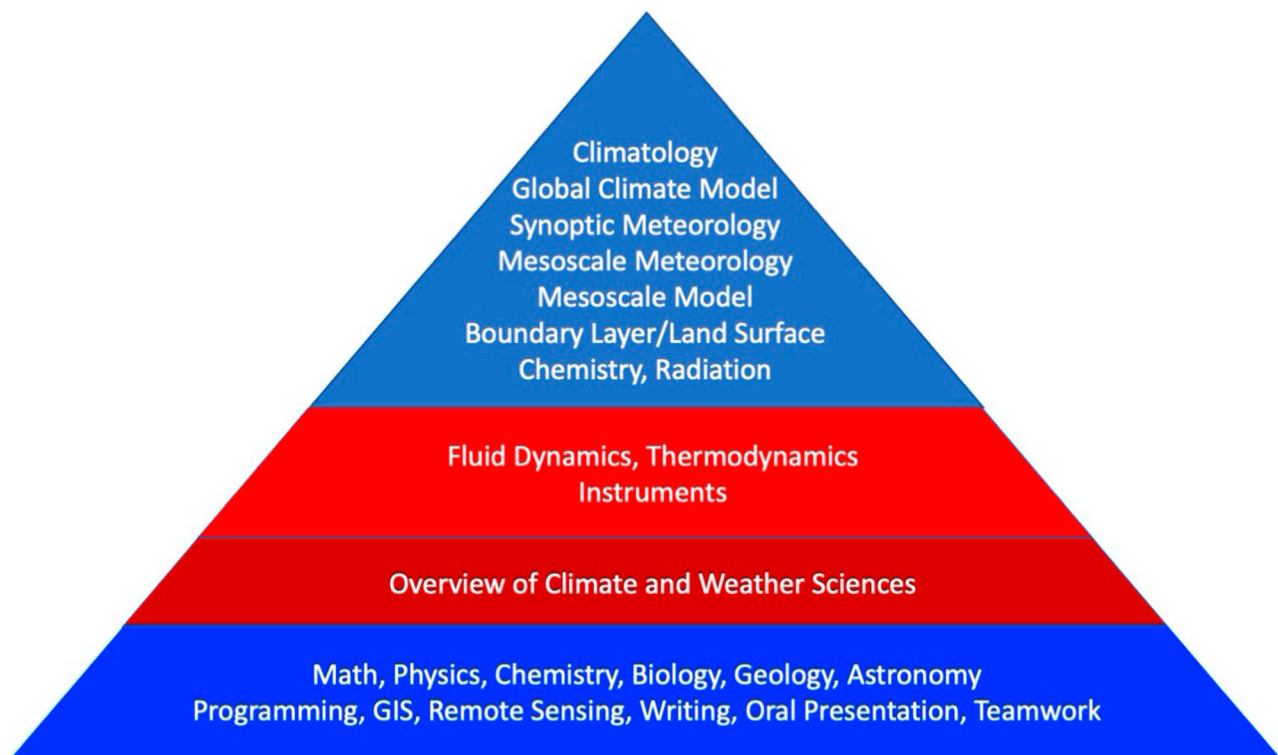 Climatology
Global Climate Model
Synoptic Meteorology
Mesoscale Meteorology
Mesoscale Model
Boundary Layer/Land Surface
Chemistry, Radiation
Fluid Dynamics, Thermodynamics
Instruments
Overview of Climate and Weather Sciences
Math, Physics, Chemistry, Biology, Geology, Astronomy
Programming, GIS, Remote Sensing, Writing, Oral Presentation, Teamwork